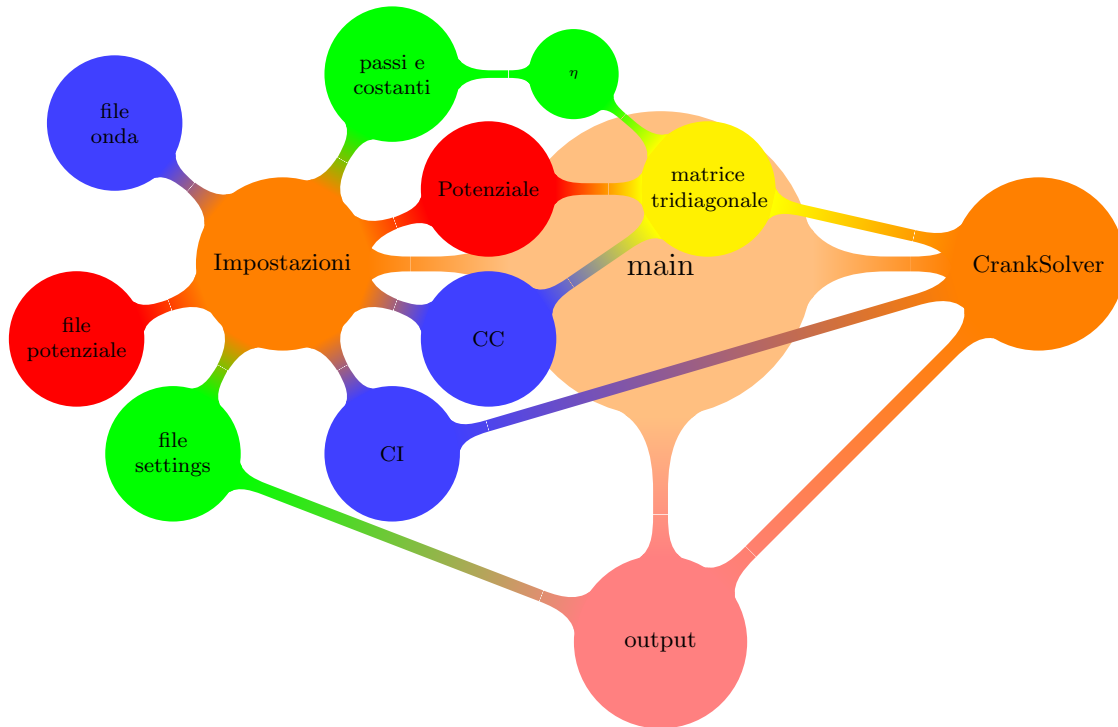 passi e
costanti
η
file
onda
Potenziale
matrice
tridiagonale
Impostazioni
main
CrankSolver
file
potenziale
CC
file
settings
CI
output